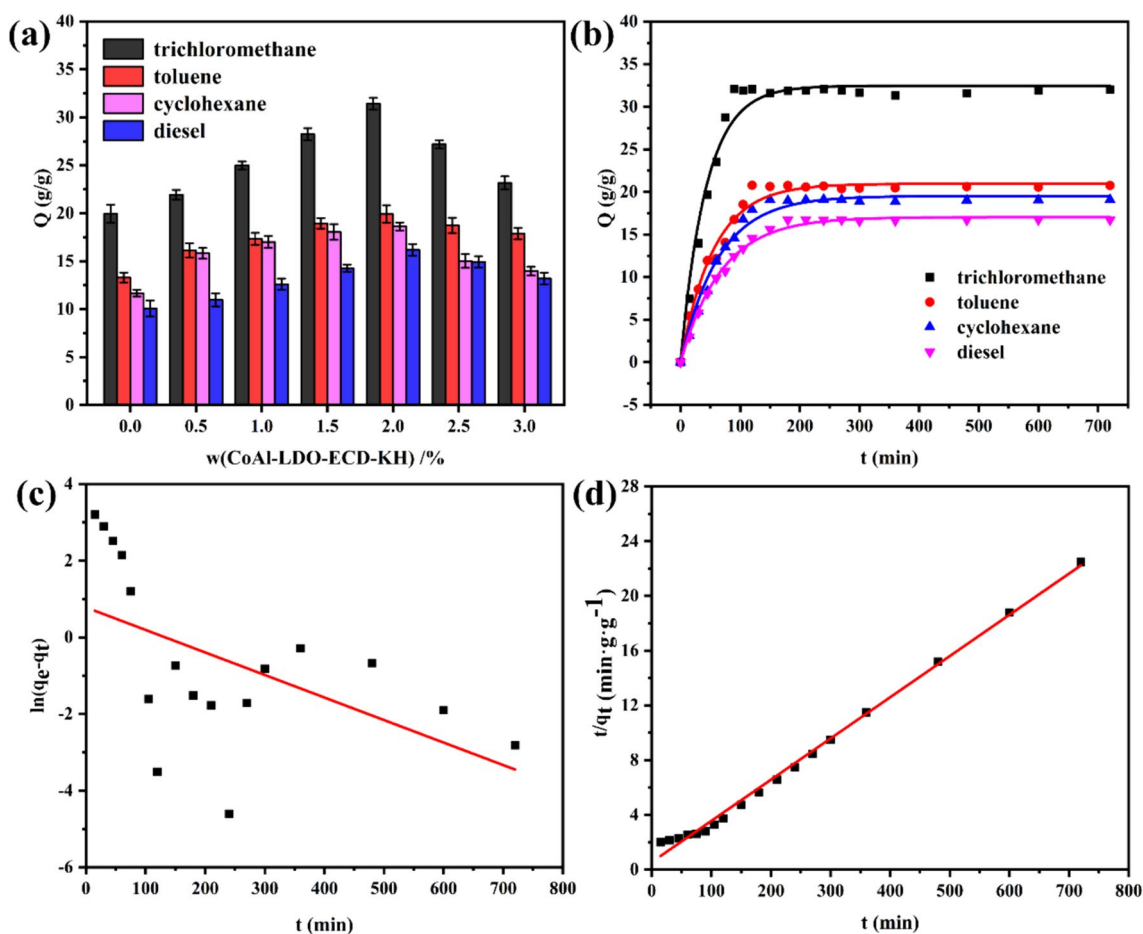 (a)
40
35
30
25
20
15
10
5
0
Q (g/g)
trichloromethane
toluene
cyclohexane
diesel
0.0 0.5 1.0 1.5 2.0 2.5 3.0
w(CoAl-LDO-ECD-KH) /%
(b)
40
35
30
25
20
15
10
5
0
-5
Q (g/g)
trichloromethane
toluene
cyclohexane
diesel
0 100 200 300 400 500 600 700
t (min)
(c)
4
2
0
-2
-4
-6
ln(qe-qt)
0 100 200 300 400 500 600 700 800
t (min)
(d)
28
24
20
16
12
8
4
0
t/qt (min·g·g-1)
0 100 200 300 400 500 600 700 800
t (min)